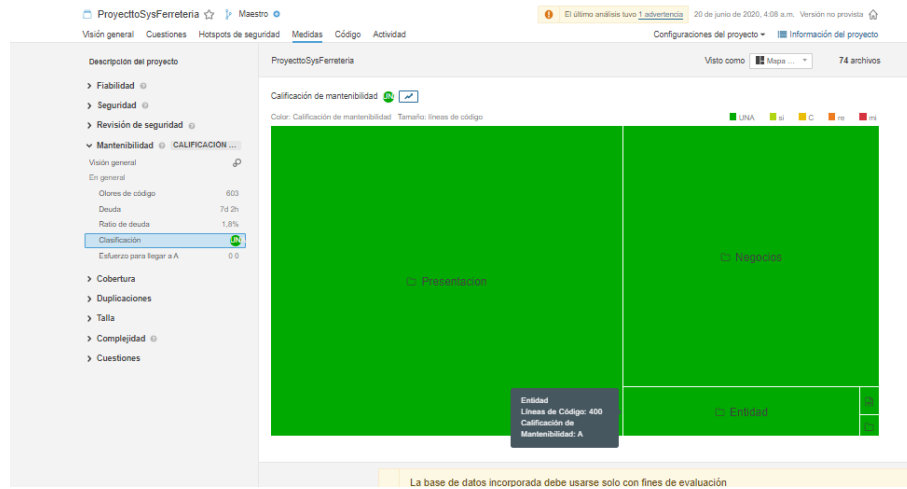 ProyecttoSysFerreteria Maestro
El último análisis tuvo 1 advertencia 20 de junio de 2020, 4:08 a.m. Versión no provista
Visión general Cuestiones Hotspots de seguridad Medidas Código Actividad
Configuraciones del proyecto Información del proyecto
Descripción del proyecto
Fiabilidad
Seguridad
Revisión de seguridad
Mantenibilidad CALIFICACIÓN ...
Visión general
En general
Olores de código 603
Deuda 7d 2h
Ratio de deuda 1,8%
Clasificación
Esfuerzo para llegar a A 0 0
Cobertura
Duplicaciones
Talla
Complejidad
Cuestiones
ProyecttoSysFerreteria
Visto como Mapa ... 74 archivos
Calificación de mantenibilidad
Color: Calificación de mantenibilidad Tamaño: líneas de código
UNA si C re mi
Presentacion
Negocios
Entidad
Entidad
Líneas de Código: 400
Calificación de
Mantenibilidad: A
La base de datos incorporada debe usarse solo con fines de evaluación